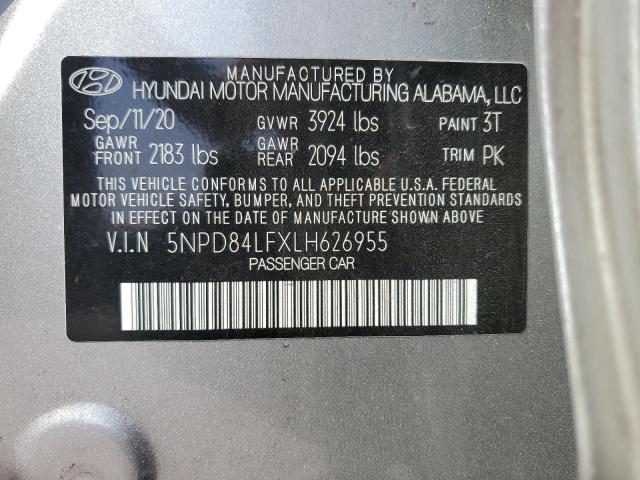 MANUFACTURED BY
HYUNDAI MOTOR MANUFACTURING ALABAMA, LLC
Sep/11/20 GVWR 3924 lbs PAINT 3T
GAWR FRONT 2183 lbs GAWR REAR 2094 lbs TRIM PK
THIS VEHICLE CONFORMS TO ALL APPLICABLE U.S.A. FEDERAL
MOTOR VEHICLE SAFETY, BUMPER, AND THEFT PREVENTION STANDARDS
IN EFFECT ON THE DATE OF MANUFACTURE SHOWN ABOVE
V.I.N 5NPD84LFXLH626955
PASSENGER CAR